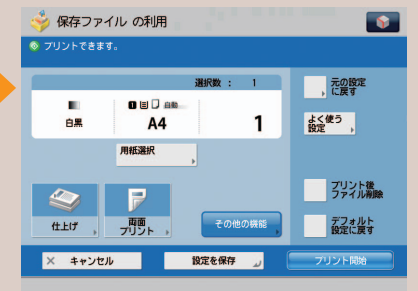 保存ファイル の利用
プリントできます。
選択数 : 1
元の設定
に戻す
1 自動...
白黒 A4 1
よく使う
設定
用紙選択
プリント後
ファイル削除
仕上げ
両面
プリント
その他の機能
デフォルト
設定に戻す
× キャンセル
設定を保存
プリント開始